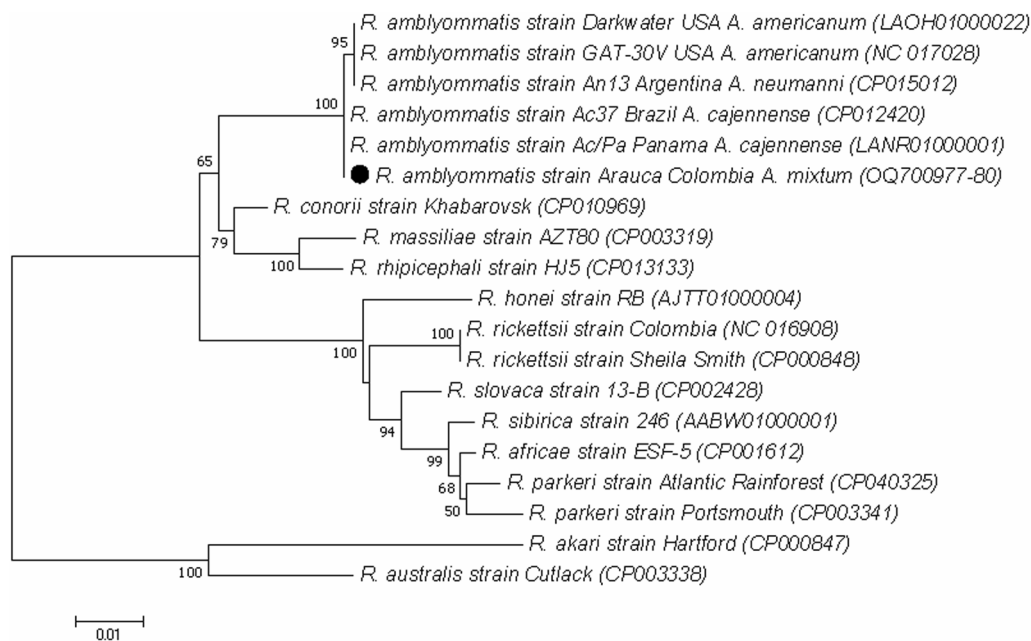 R. amblyommatis strain Darkwater USA A. americanum (LAOH01000022)
95
R. amblyommatis strain GAT-30V USA A. americanum (NC 017028)
R. amblyommatis strain An13 Argentina A. neumanni (CP015012)
100
R. amblyommatis strain Ac37 Brazil A. cajennense (CP012420)
R. amblyommatis strain Ac/Pa Panama A. cajennense (LANR01000001)
65
R. amblyommatis strain Arauca Colombia A. mixtum (OQ700977-80)
R. conorii strain Khabarovsk (CP010969)
79
R. massiliae strain AZT80 (CP003319)
100
R. rhipicephali strain HJ5 (CP013133)
R. honei strain RB (AJTT01000004)
100
R. rickettsii strain Colombia (NC 016908)
100
R. rickettsii strain Sheila Smith (CP000848)
R. slovaca strain 13-B (CP002428)
94
R. sibirica strain 246 (AABW01000001)
99
R. africae strain ESF-5 (CP001612)
68
R. parkeri strain Atlantic Rainforest (CP040325)
50
R. parkeri strain Portsmouth (CP003341)
R. akari strain Hartford (CP000847)
100
R. australis strain Cutlack (CP003338)
0.01